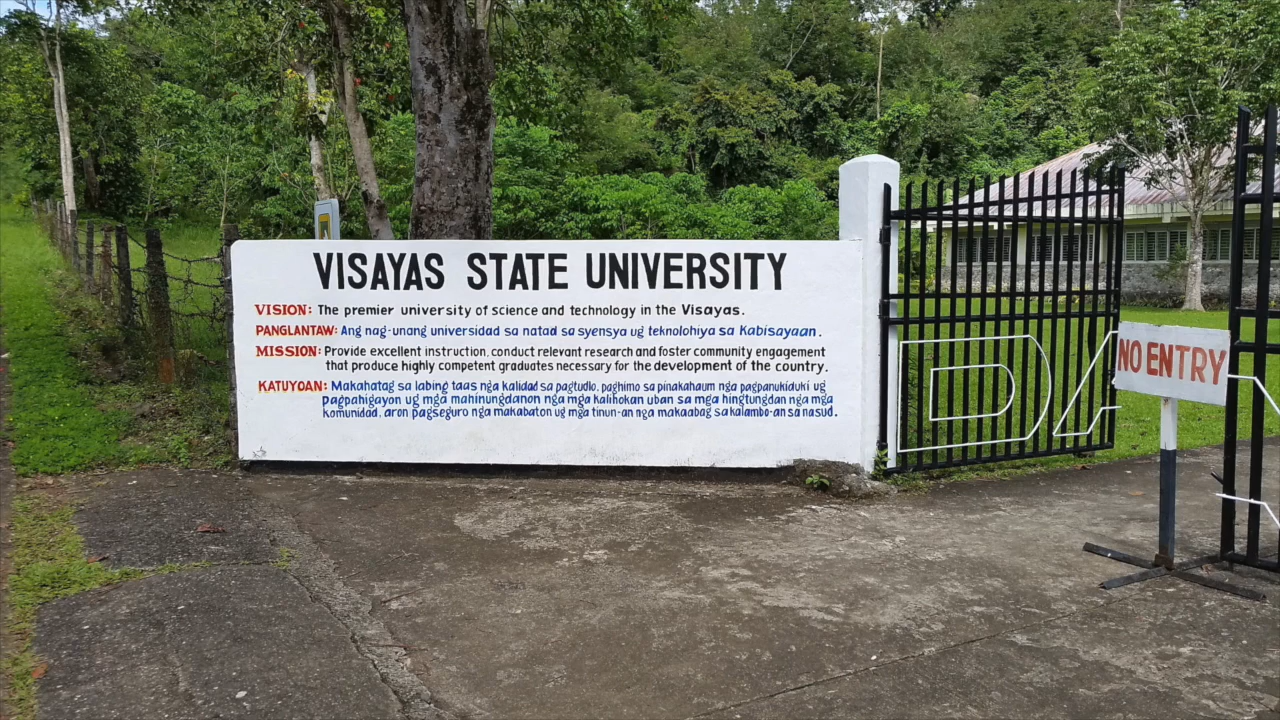 VISAYAS STATE UNIVERSITY
VISION: The premier university of science and technology in the Visayas.
PANGLANTAW: Ang nag-unang universidad sa natad sa syensya ug teknolohiya sa Kabisayaan.
MISSION: Provide excellent instruction, conduct relevant research and foster community engagement
that produce highly competent graduates necessary for the development of the country.
KATUYOAN: Makahatag sa labing taas nga kalidad sa pagtudlo, paghimo sa pinakahaum nga pagpanukiduki ug
pagpahigayon ug mga mahinungdanon nga mga kalihokan uban sa mga hingtungdan nga mga
komunidad, aron pagseguro nga makabaton ug mga tinun-an nga makaabag sa kalambo-an sa nasud.
NO ENTRY